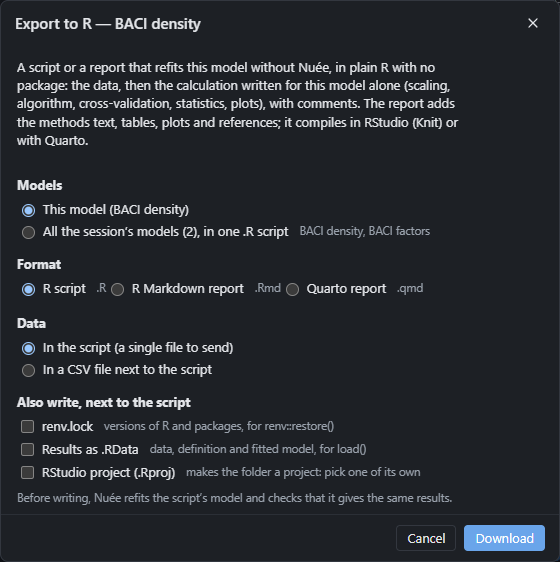 Export to R — BACI density
A script or a report that refits this model without Nuée, in plain R with no
package: the data, then the calculation written for this model alone (scaling,
algorithm, cross-validation, statistics, plots), with comments. The report adds
the methods text, tables, plots and references; it compiles in RStudio (Knit) or
with Quarto.
Models
This model (BACI density)
All the session's models (2), in one .R script BACI density, BACI factors
Format
R script .R R Markdown report .Rmd Quarto report .qmd
Data
In the script (a single file to send)
In a CSV file next to the script
Also write, next to the script
renv.lock versions of R and packages, for renv::restore()
Results as .RData data, definition and fitted model, for load()
RStudio project (.Rproj) makes the folder a project: pick one of its own
Before writing, Nuée refits the script's model and checks that it gives the same results.
Cancel Download